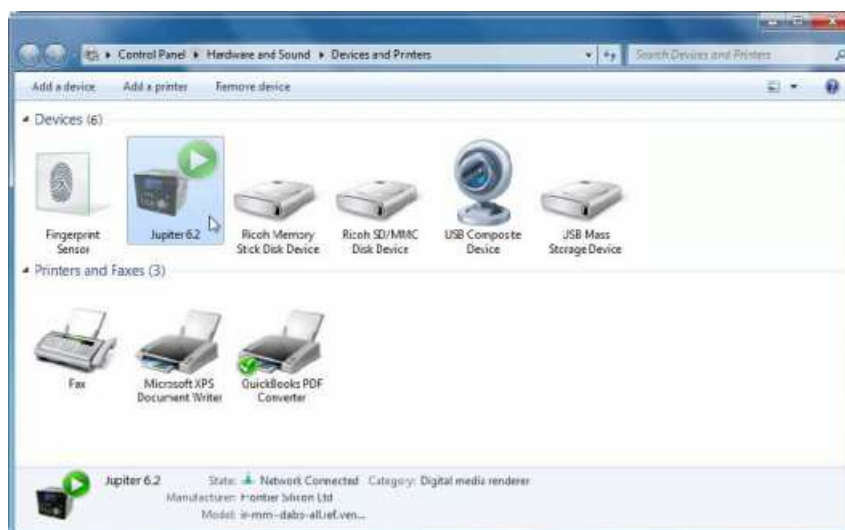 Control Panel ▸ Hardware and Sound ▸ Devices and Printers
Search Devices and Printers
Add a device Add a printer Remove device
Devices (6)
Fingerprint Sensor
Jupiter 6.2
Ricoh Memory Stick Disk Device
Ricoh SD/MMC Disk Device
USB Composite Device
USB Mass Storage Device
Printers and Faxes (3)
Fax
Microsoft XPS Document Writer
QuickBooks PDF Converter
Jupiter 6.2 State: Network Connected Category: Digital media renderer
Manufacturer: Frontier Silicon Ltd
Model: